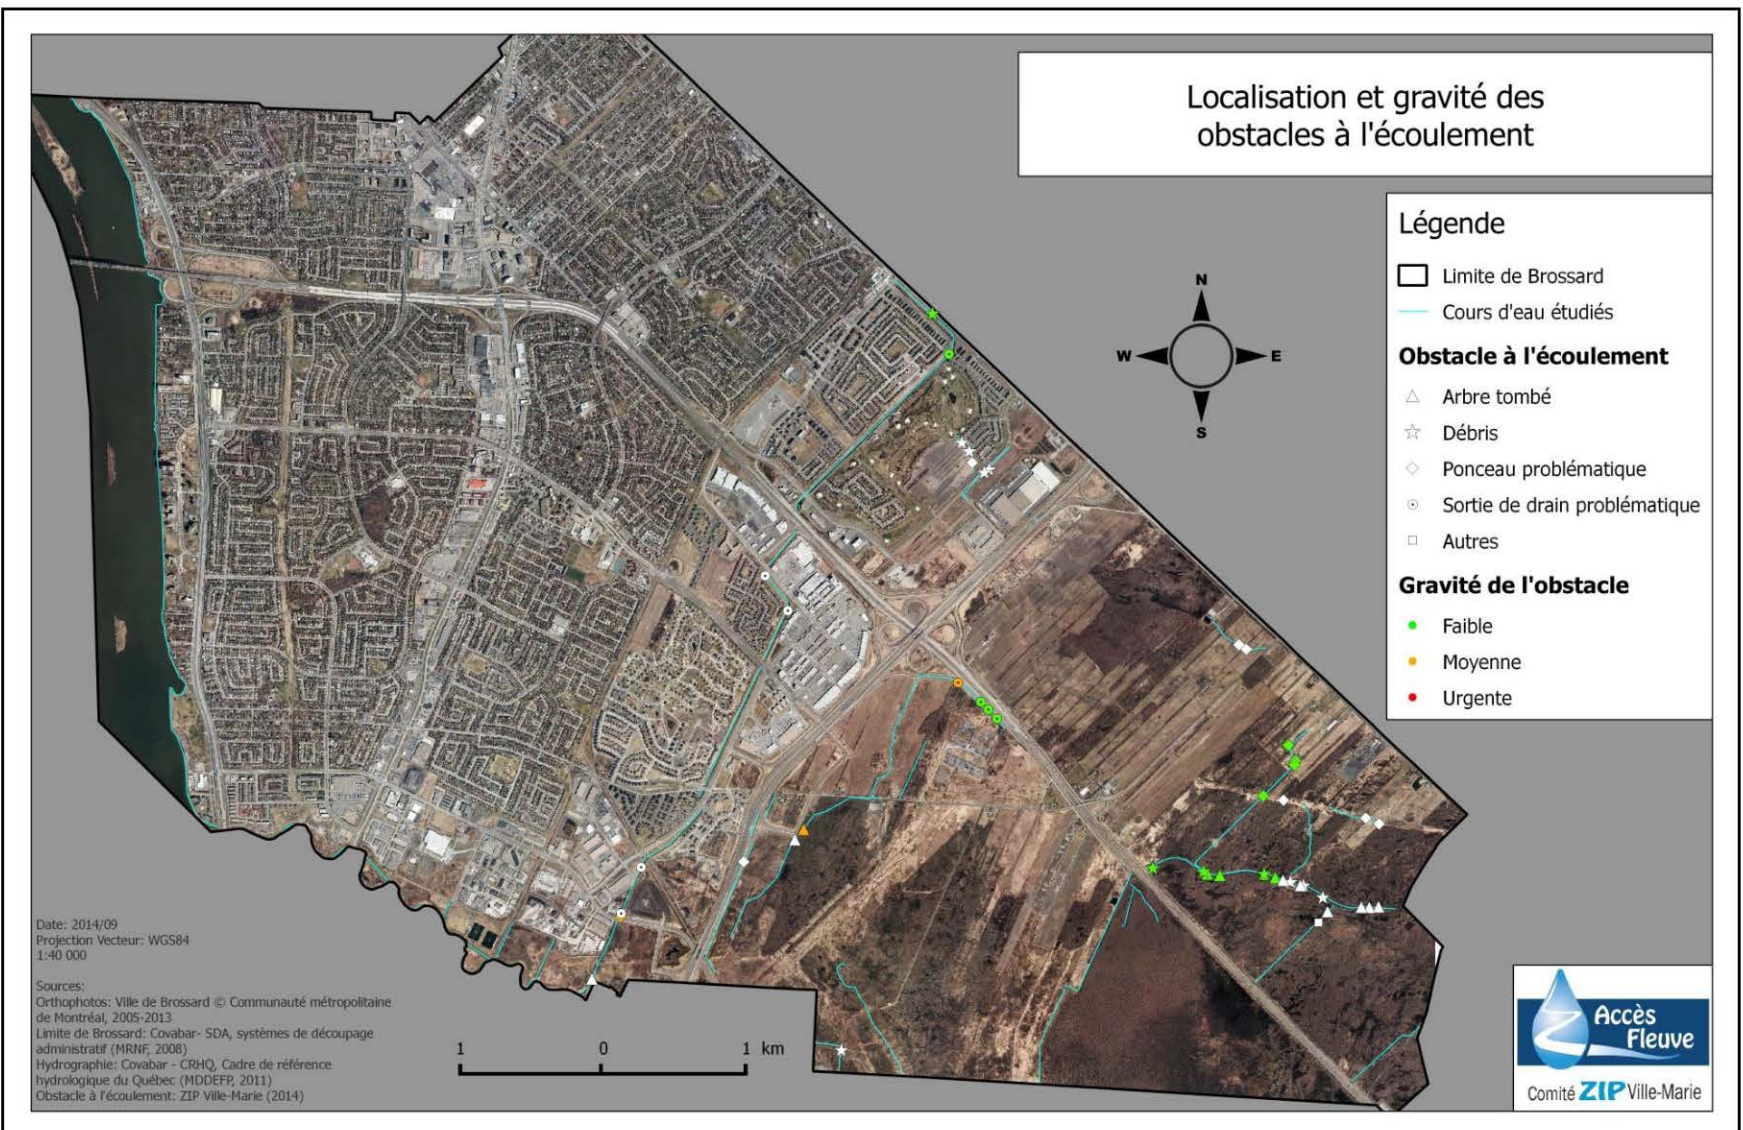 Localisation et gravité des
obstacles à l'écoulement
Légende
Limite de Brossard
Cours d'eau étudiés
Obstacle à l'écoulement
Arbre tombé
Débris
Ponceau problématique
Sortie de drain problématique
Autres
Gravité de l'obstacle
Faible
Moyenne
Urgente
N
W
E
S
Date: 2014/09
Projection Vecteur: WGS84
1:40 000
Sources:
Orthophotos: Ville de Brossard © Communauté métropolitaine
de Montréal, 2005-2013
Limite de Brossard: Covabar- SDA, systèmes de découpage
administratif (MRNF, 2008)
Hydrographie: Covabar - CRHQ, Cadre de référence
hydrologique du Québec (MDDEFP, 2011)
Obstacle à l'écoulement: ZIP Ville-Marie (2014)
1 0 1 km
Accès
Fleuve
Comité ZIP Ville-Marie